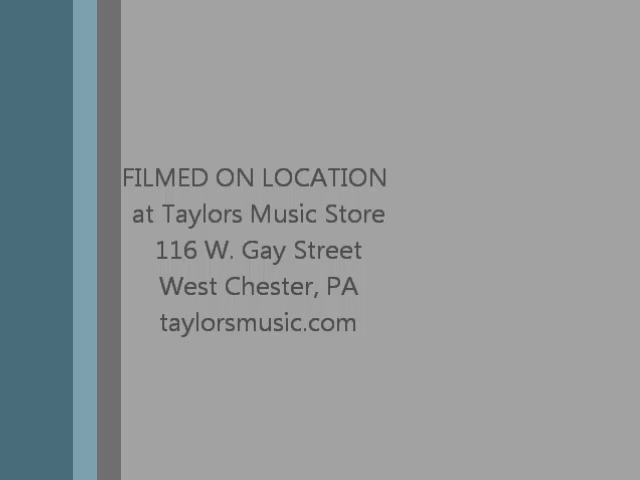 FILMED ON LOCATION
at Taylors Music Store
116 W. Gay Street
West Chester, PA
taylorsmusic.com